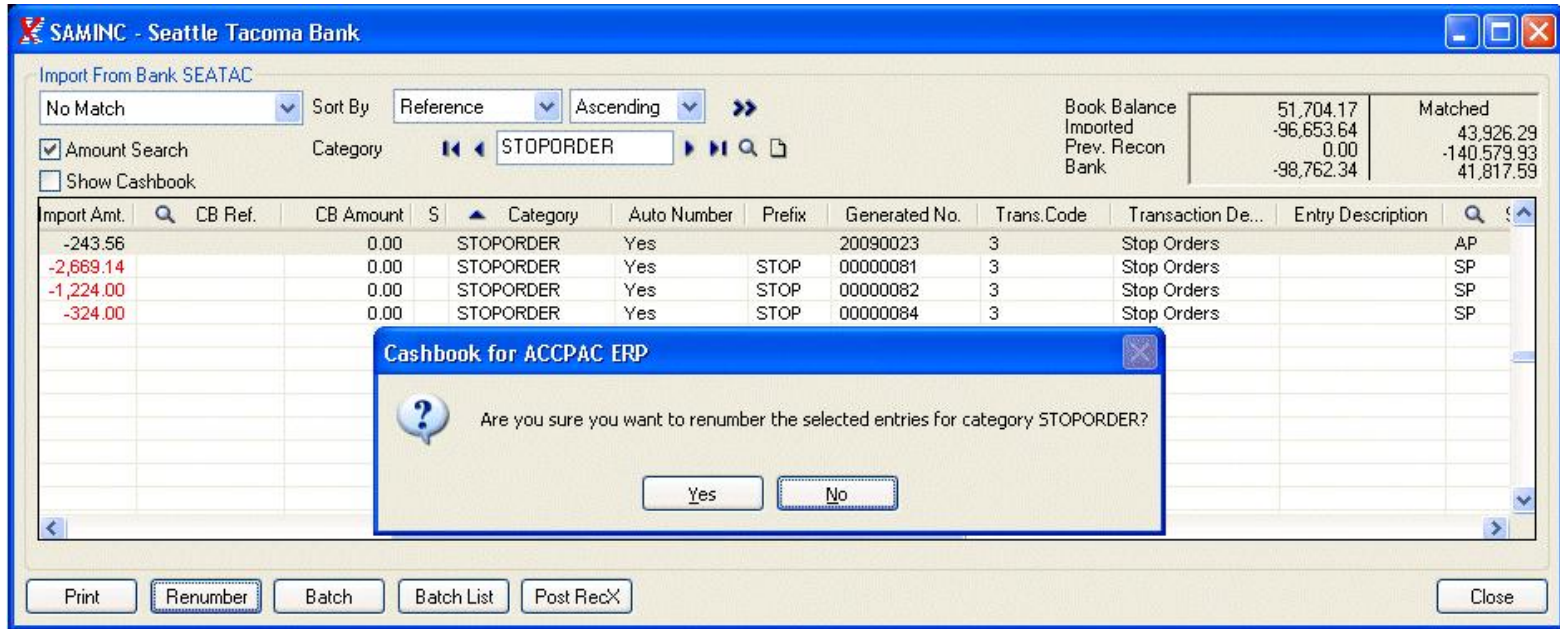 SAMINC - Seattle Tacoma Bank
Import From Bank SEATAC
No Match Sort By Reference Ascending
Amount Search Category STOPORDER
Show Cashbook
Book Balance 51,704.17 Matched
Imported -96,653.64 43,926.29
Prev. Recon 0.00 -140.579.93
Bank -98,762.34 41,817.59
Import Amt. CB Ref. CB Amount S Category Auto Number Prefix Generated No. Trans.Code Transaction De... Entry Description
-243.56 0.00 STOPORDER Yes 20090023 3 Stop Orders AP
-2,669.14 0.00 STOPORDER Yes STOP 00000081 3 Stop Orders SP
-1,224.00 0.00 STOPORDER Yes STOP 00000082 3 Stop Orders SP
-324.00 0.00 STOPORDER Yes STOP 00000084 3 Stop Orders SP
Cashbook for ACCPAC ERP
Are you sure you want to renumber the selected entries for category STOPORDER?
Yes No
Print Renumber Batch Batch List Post RecX Close